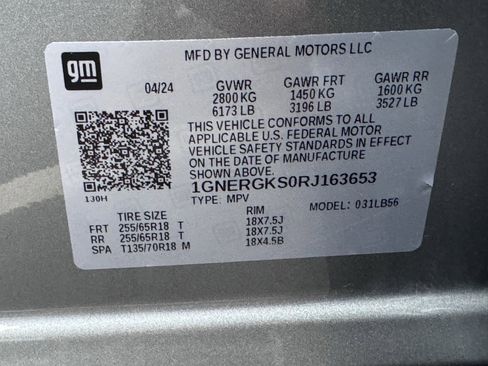 gm
MFD BY GENERAL MOTORS LLC
04/24 GVWR GAWR FRT GAWR RR
2800 KG 1450 KG 1600 KG
6173 LB 3196 LB 3527 LB
THIS VEHICLE CONFORMS TO ALL
APPLICABLE U.S. FEDERAL MOTOR
VEHICLE SAFETY STANDARDS IN EFFECT
ON THE DATE OF MANUFACTURE
SHOWN ABOVE.
1GNERGKS0RJ163653
130H TYPE: MPV MODEL: 031LB56
TIRE SIZE RIM
FRT 255/65R18 T 18X7.5J
RR 255/65R18 T 18X7.5J
SPA T135/70R18 M 18X4.5B